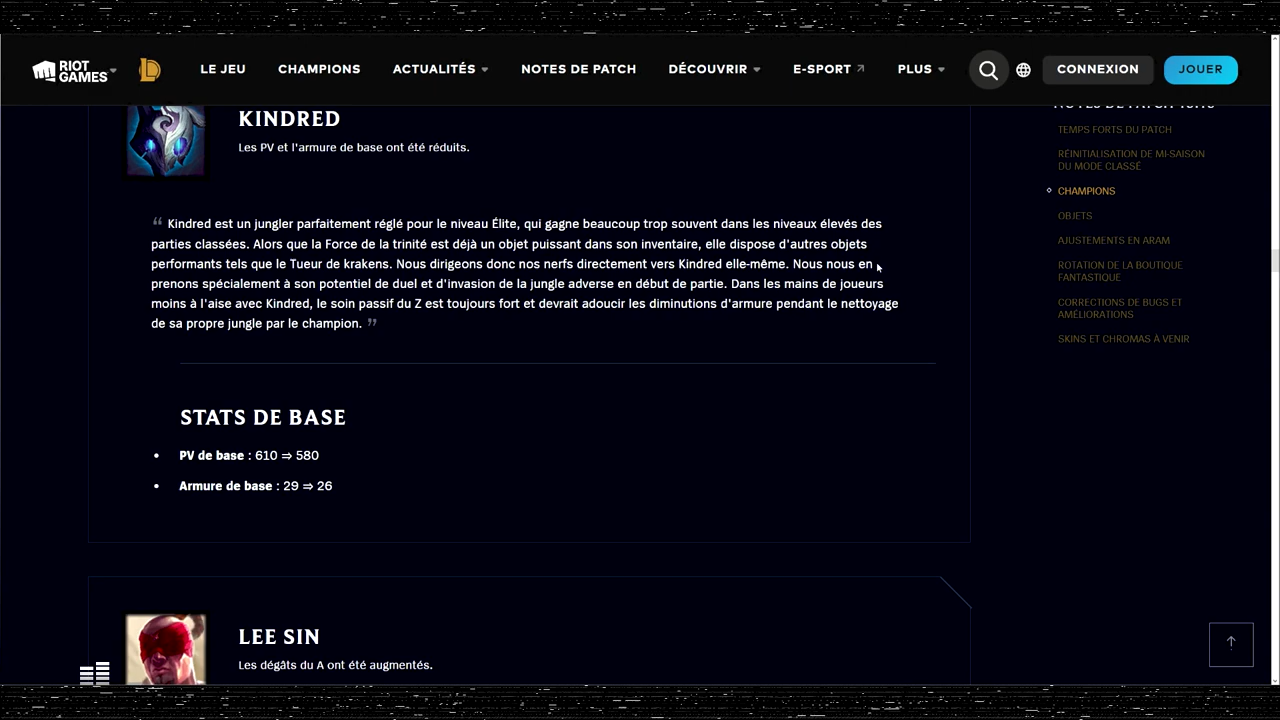 RIOT GAMES
LE JEU
CHAMPIONS
ACTUALITÉS
NOTES DE PATCH
DÉCOUVRIR
E-SPORT
PLUS
CONNEXION
JOUER
KINDRED
Les PV et l'armure de base ont été réduits.
“ Kindred est un jungler parfaitement réglé pour le niveau Élite, qui gagne beaucoup trop souvent dans les niveaux élevés des
parties classées. Alors que la Force de la trinité est déjà un objet puissant dans son inventaire, elle dispose d'autres objets
performants tels que le Tueur de krakens. Nous dirigeons donc nos nerfs directement vers Kindred elle-même. Nous nous en
prenons spécialement à son potentiel de duel et d'invasion de la jungle adverse en début de partie. Dans les mains de joueurs
moins à l'aise avec Kindred, le soin passif du Z est toujours fort et devrait adoucir les diminutions d'armure pendant le nettoyage
de sa propre jungle par le champion. ”
STATS DE BASE
• PV de base : 610 ⇒ 580
• Armure de base : 29 ⇒ 26
LEE SIN
Les dégâts du A ont été augmentés.
TEMPS FORTS DU PATCH
RÉINITIALISATION DE MI-SAISON
DU MODE CLASSÉ
CHAMPIONS
OBJETS
AJUSTEMENTS EN ARAM
ROTATION DE LA BOUTIQUE
FANTASTIQUE
CORRECTIONS DE BUGS ET
AMÉLIORATIONS
SKINS ET CHROMAS À VENIR